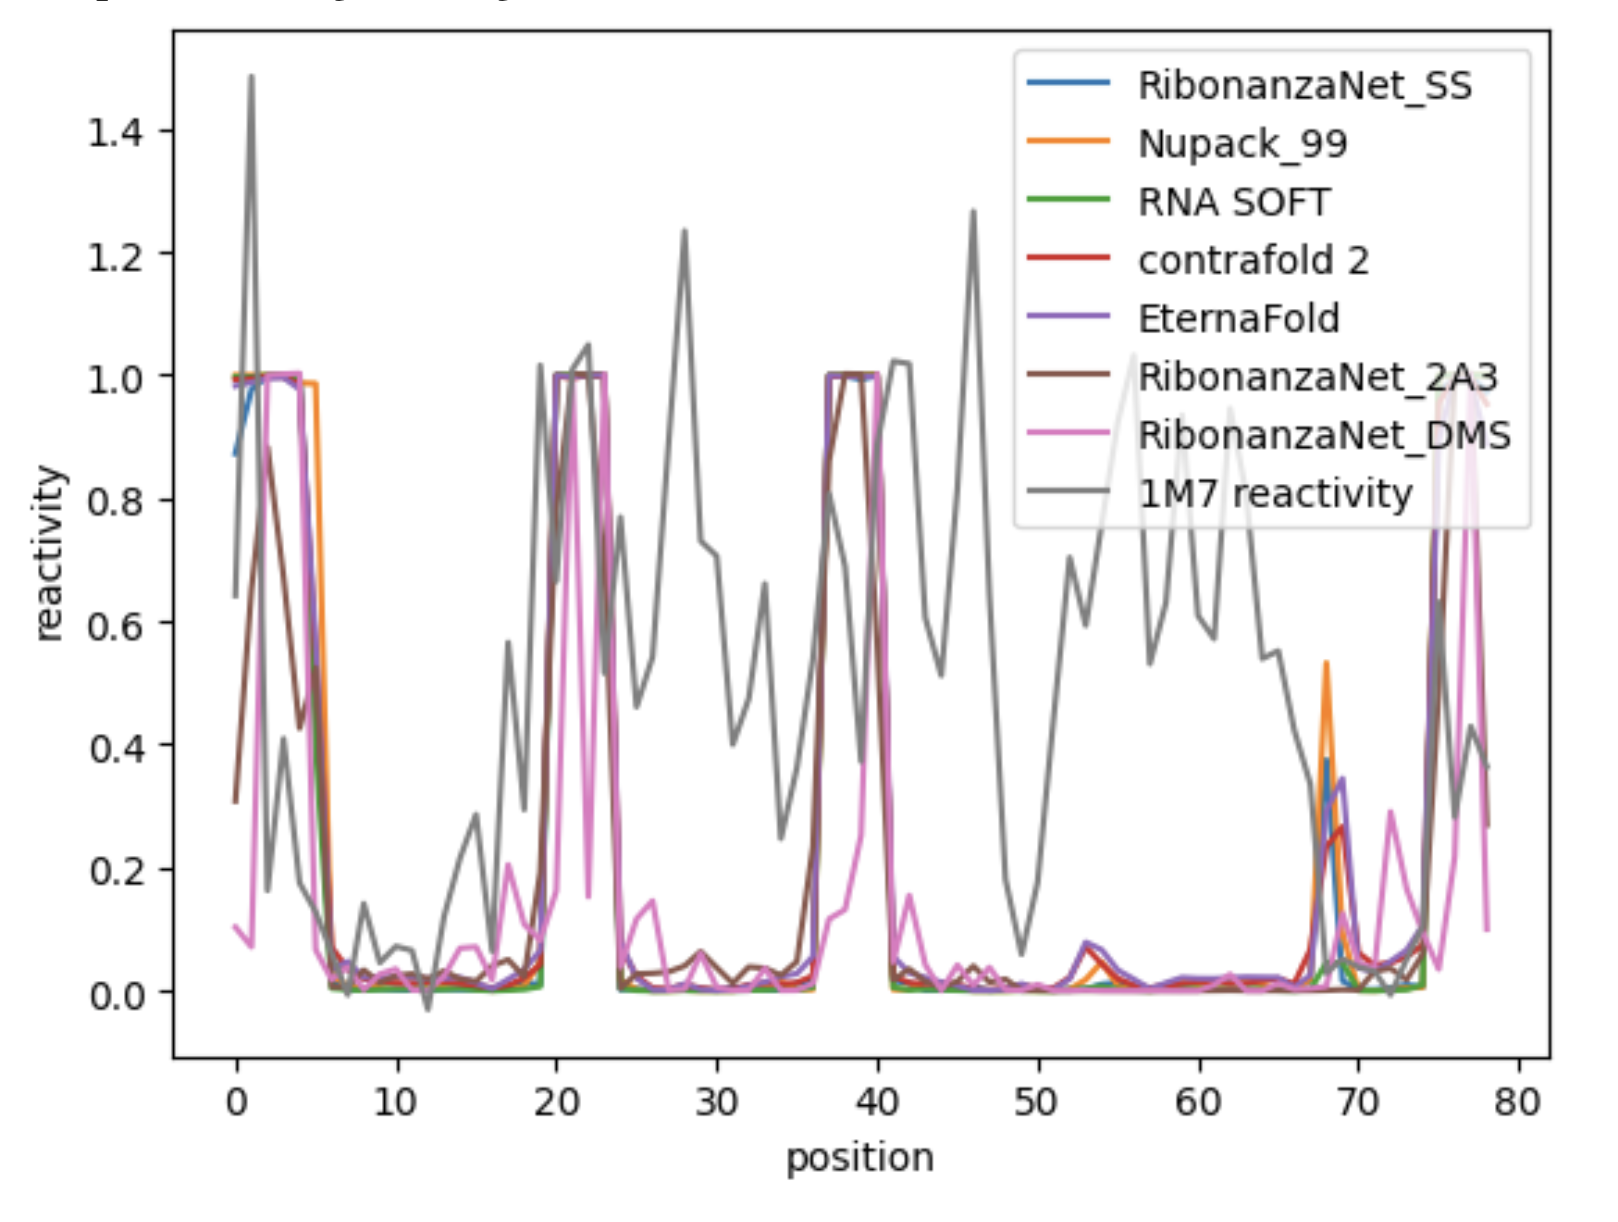 RibonanzaNet_SS
Nupack_99
RNA SOFT
contrafold 2
EternaFold
RibonanzaNet_2A3
RibonanzaNet_DMS
1M7 reactivity
reactivity
1.4
1.2
1.0
0.8
0.6
0.4
0.2
0.0
0 10 20 30 40 50 60 70 80
position